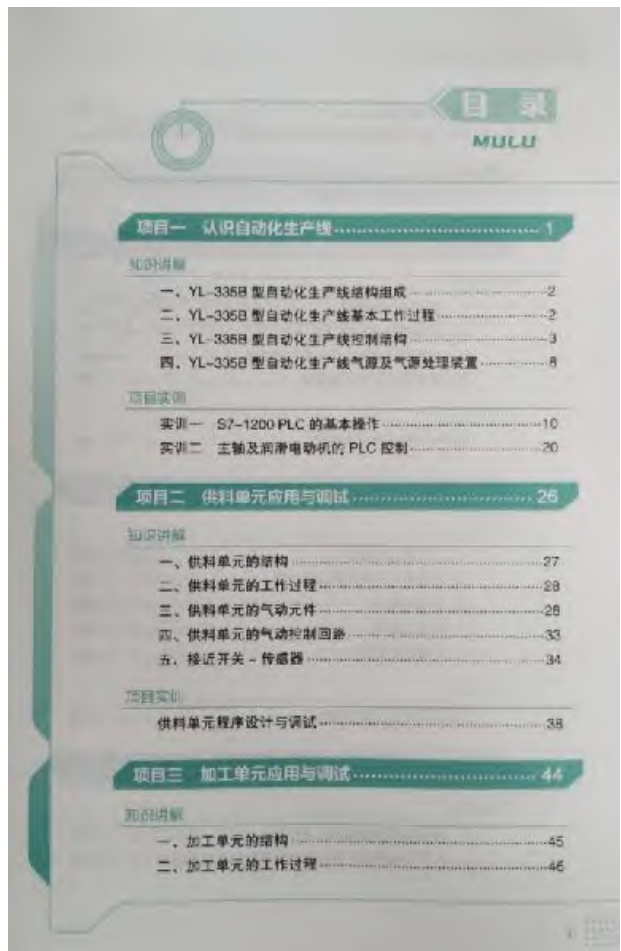 目 录
MULU
项目一 认识自动化生产线 1
知识讲解
一、YL-335B 型自动化生产线结构组成 2
二、YL-335B 型自动化生产线基本工作过程 2
三、YL-335B 型自动化生产线控制结构 3
四、YL-335B 型自动化生产线气源及气源处理装置 8
项目实训
实训一 S7-1200 PLC 的基本操作 10
实训二 主轴及润滑电动机的 PLC 控制 20
项目二 供料单元应用与调试 26
知识讲解
一、供料单元的结构 27
二、供料单元的工作过程 28
三、供料单元的气动元件 28
四、供料单元的气动控制回路 33
五、接近开关 – 传感器 34
项目实训
供料单元程序设计与调试 38
项目三 加工单元应用与调试 44
知识讲解
一、加工单元的结构 45
二、加工单元的工作过程 46